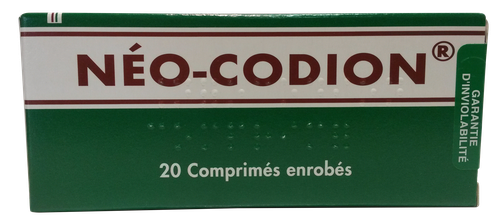 NÉO-CODION®
GARANTIE
D'INVIOLABILITÉ
20 Comprimés enrobés